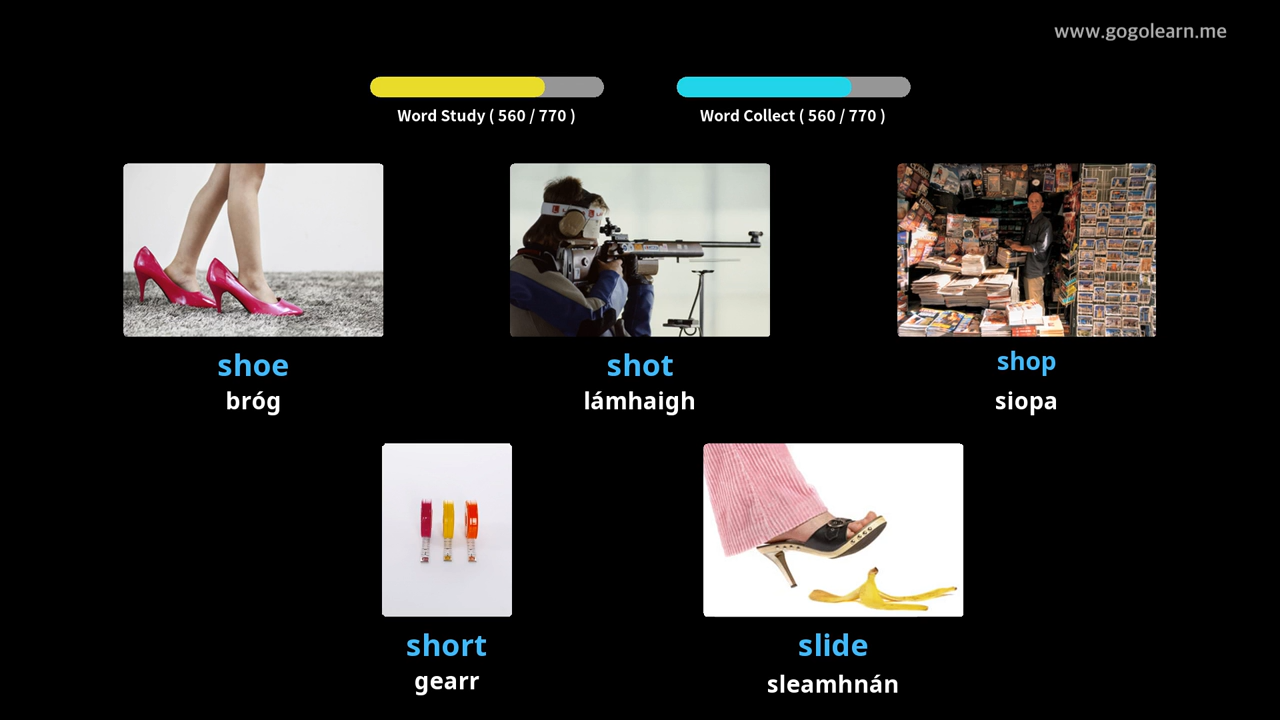 www.gogolearn.me
Word Study ( 560 / 770 )
Word Collect ( 560 / 770 )
shoe
bróg
shot
lámhaigh
shop
siopa
short
gearr
slide
sleamhnán